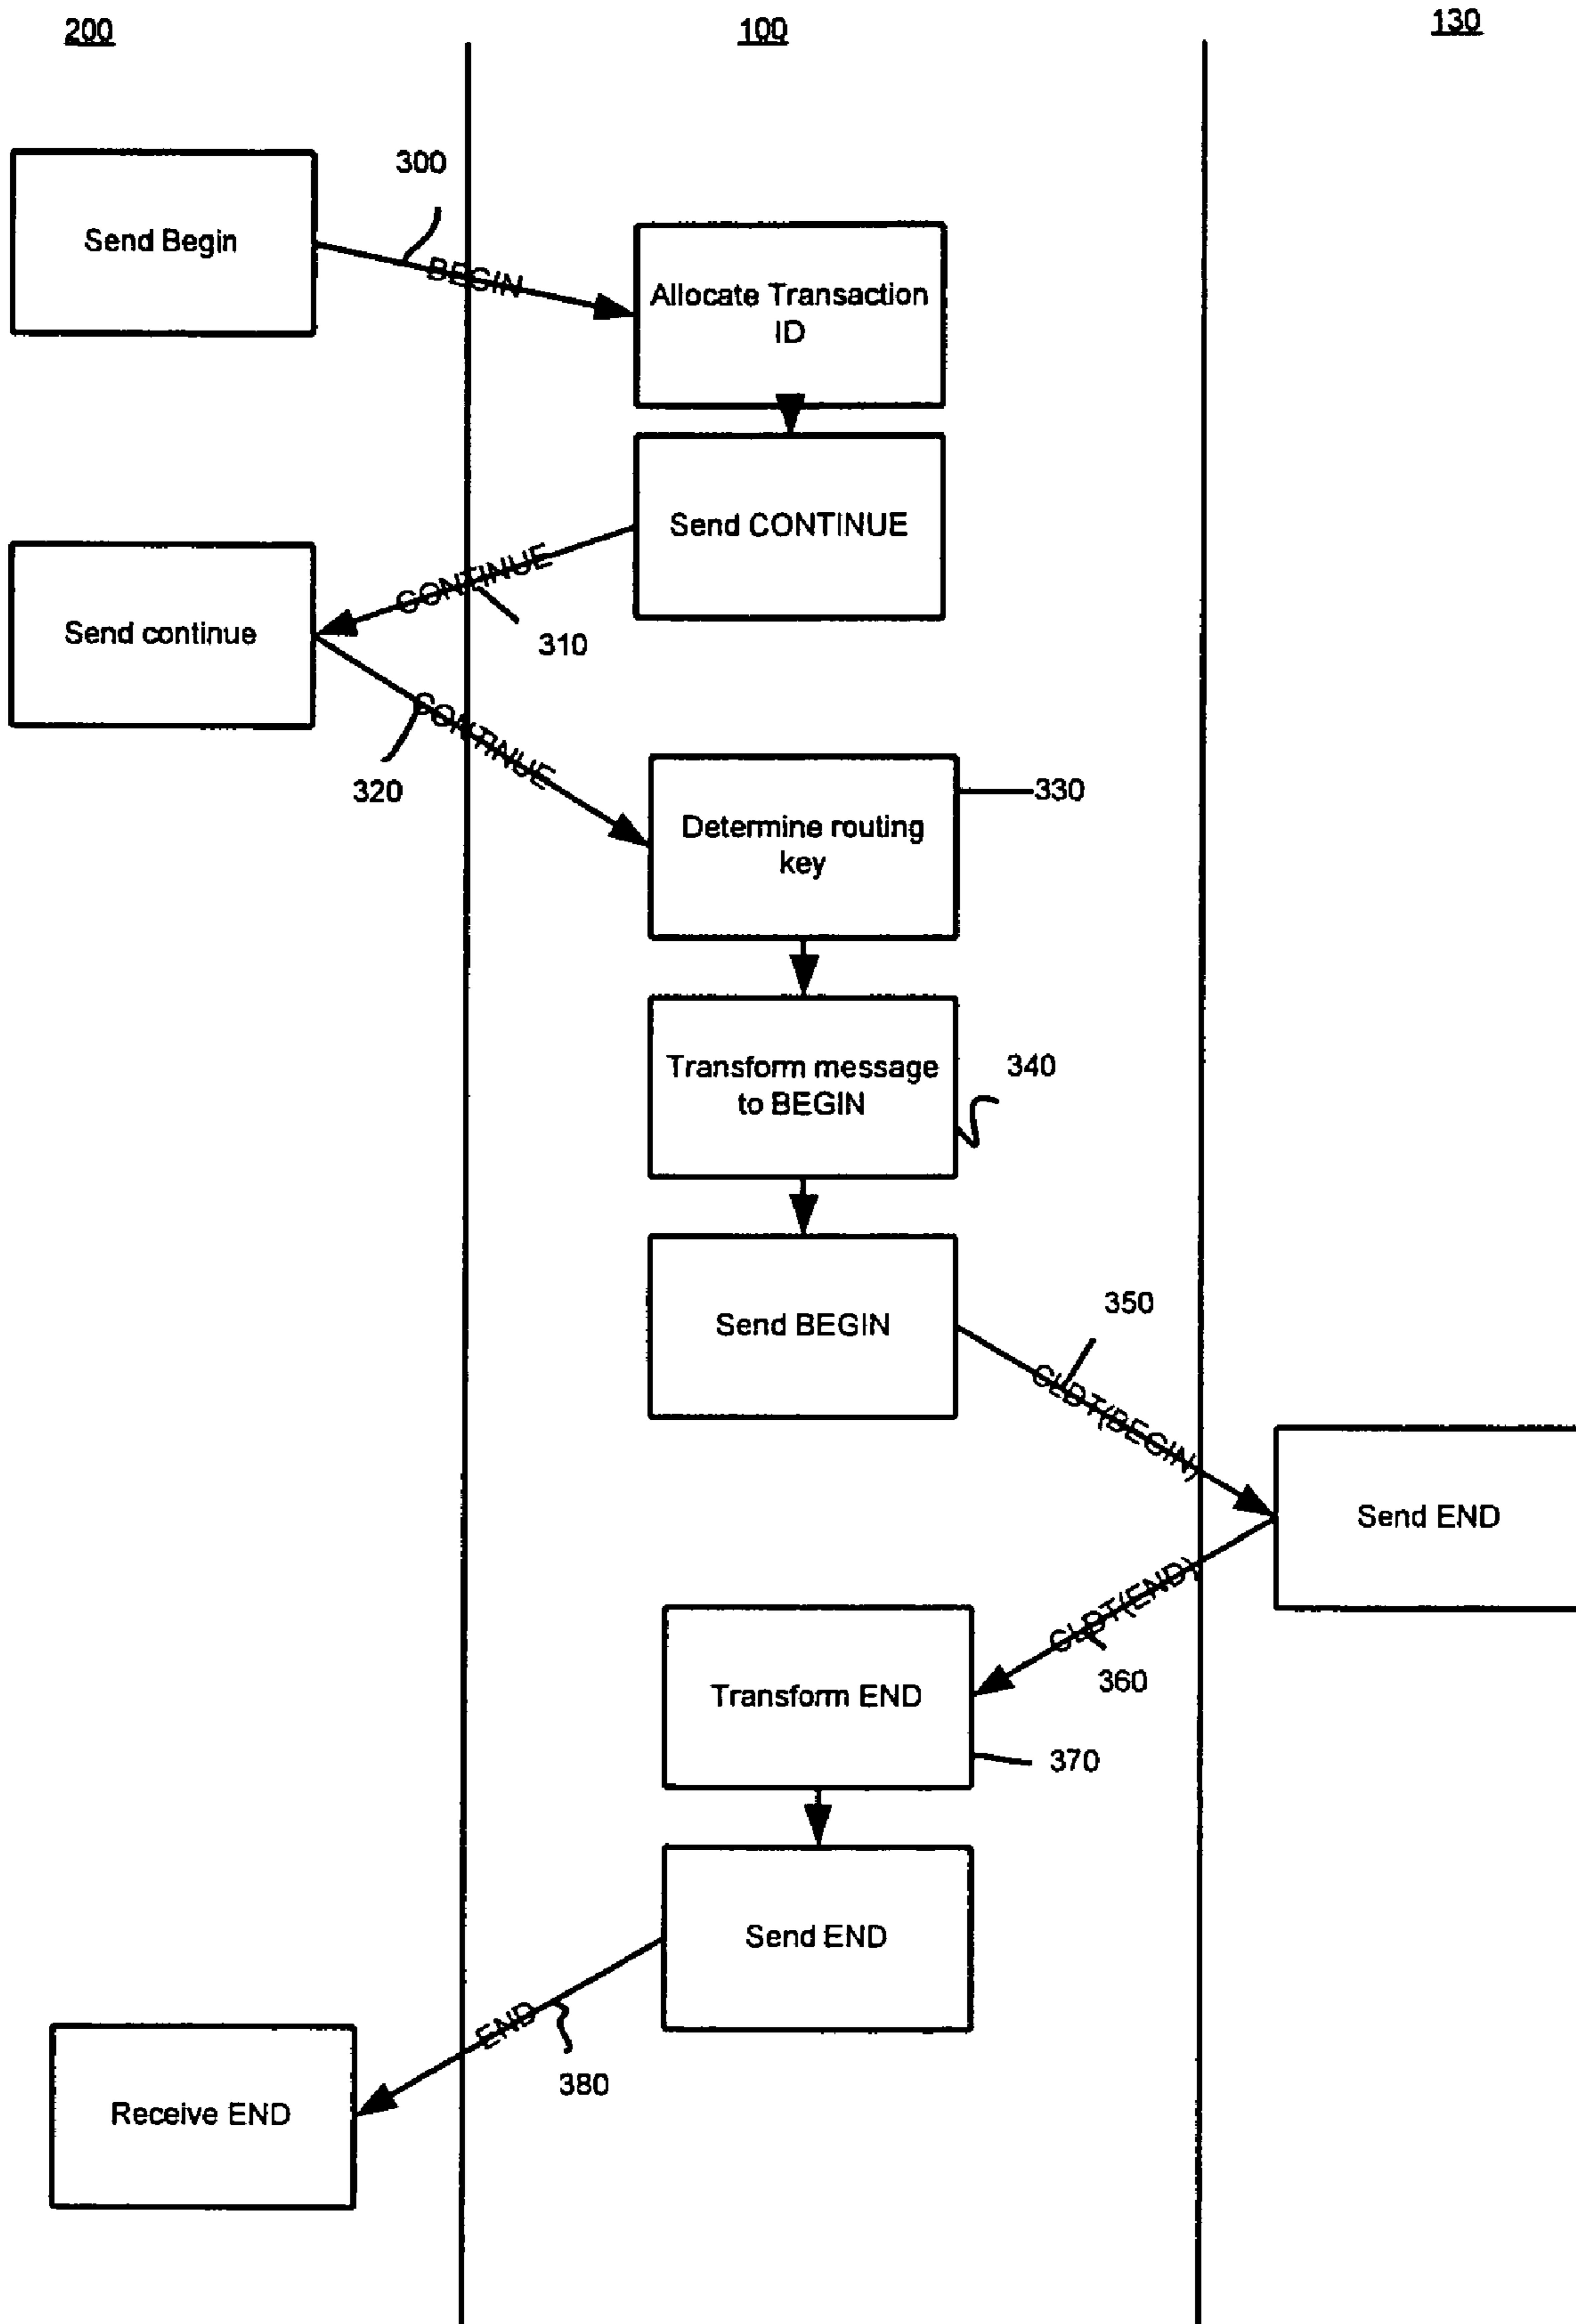 200
100
130
300
Send Begin
BEGIN
Allocate Transaction
ID
Send CONTINUE
CONTINUE
310
Send continue
CONTINUE
320
330
Determine routing
key
340
Transform message
to BEGIN
350
Send BEGIN
CLDT(BEGIN)
Send END
CLDT(END)
360
Transform END
370
Send END
END
380
Receive END